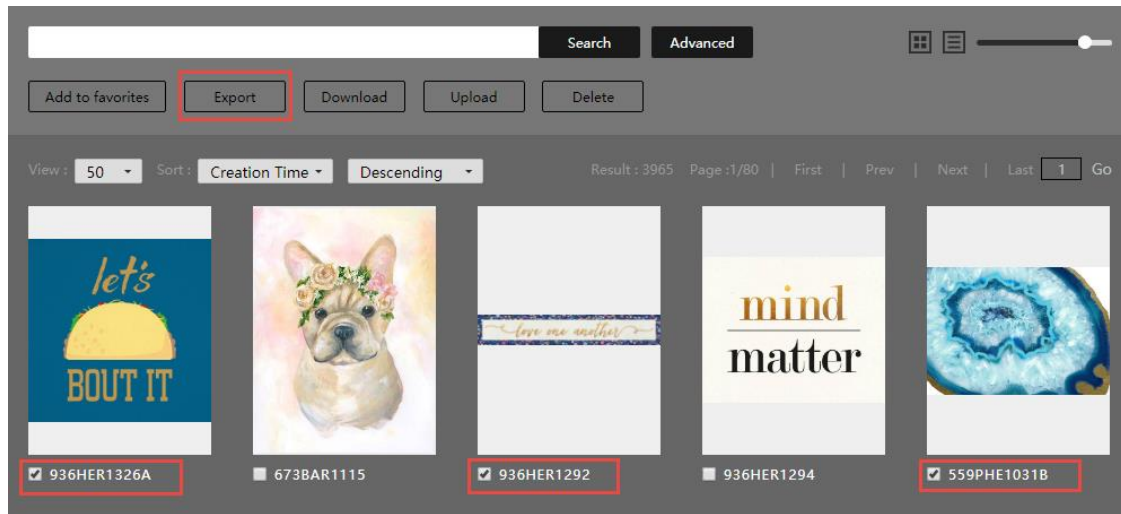 Search Advanced
Add to favorites Export Download Upload Delete
View : 50 Sort : Creation Time Descending Result : 3965 Page :1/80 | First | Prev | Next | Last 1 Go
let's
BOUT IT
love one another
mind
matter
936HER1326A 673BAR1115 936HER1292 936HER1294 559PHE1031B